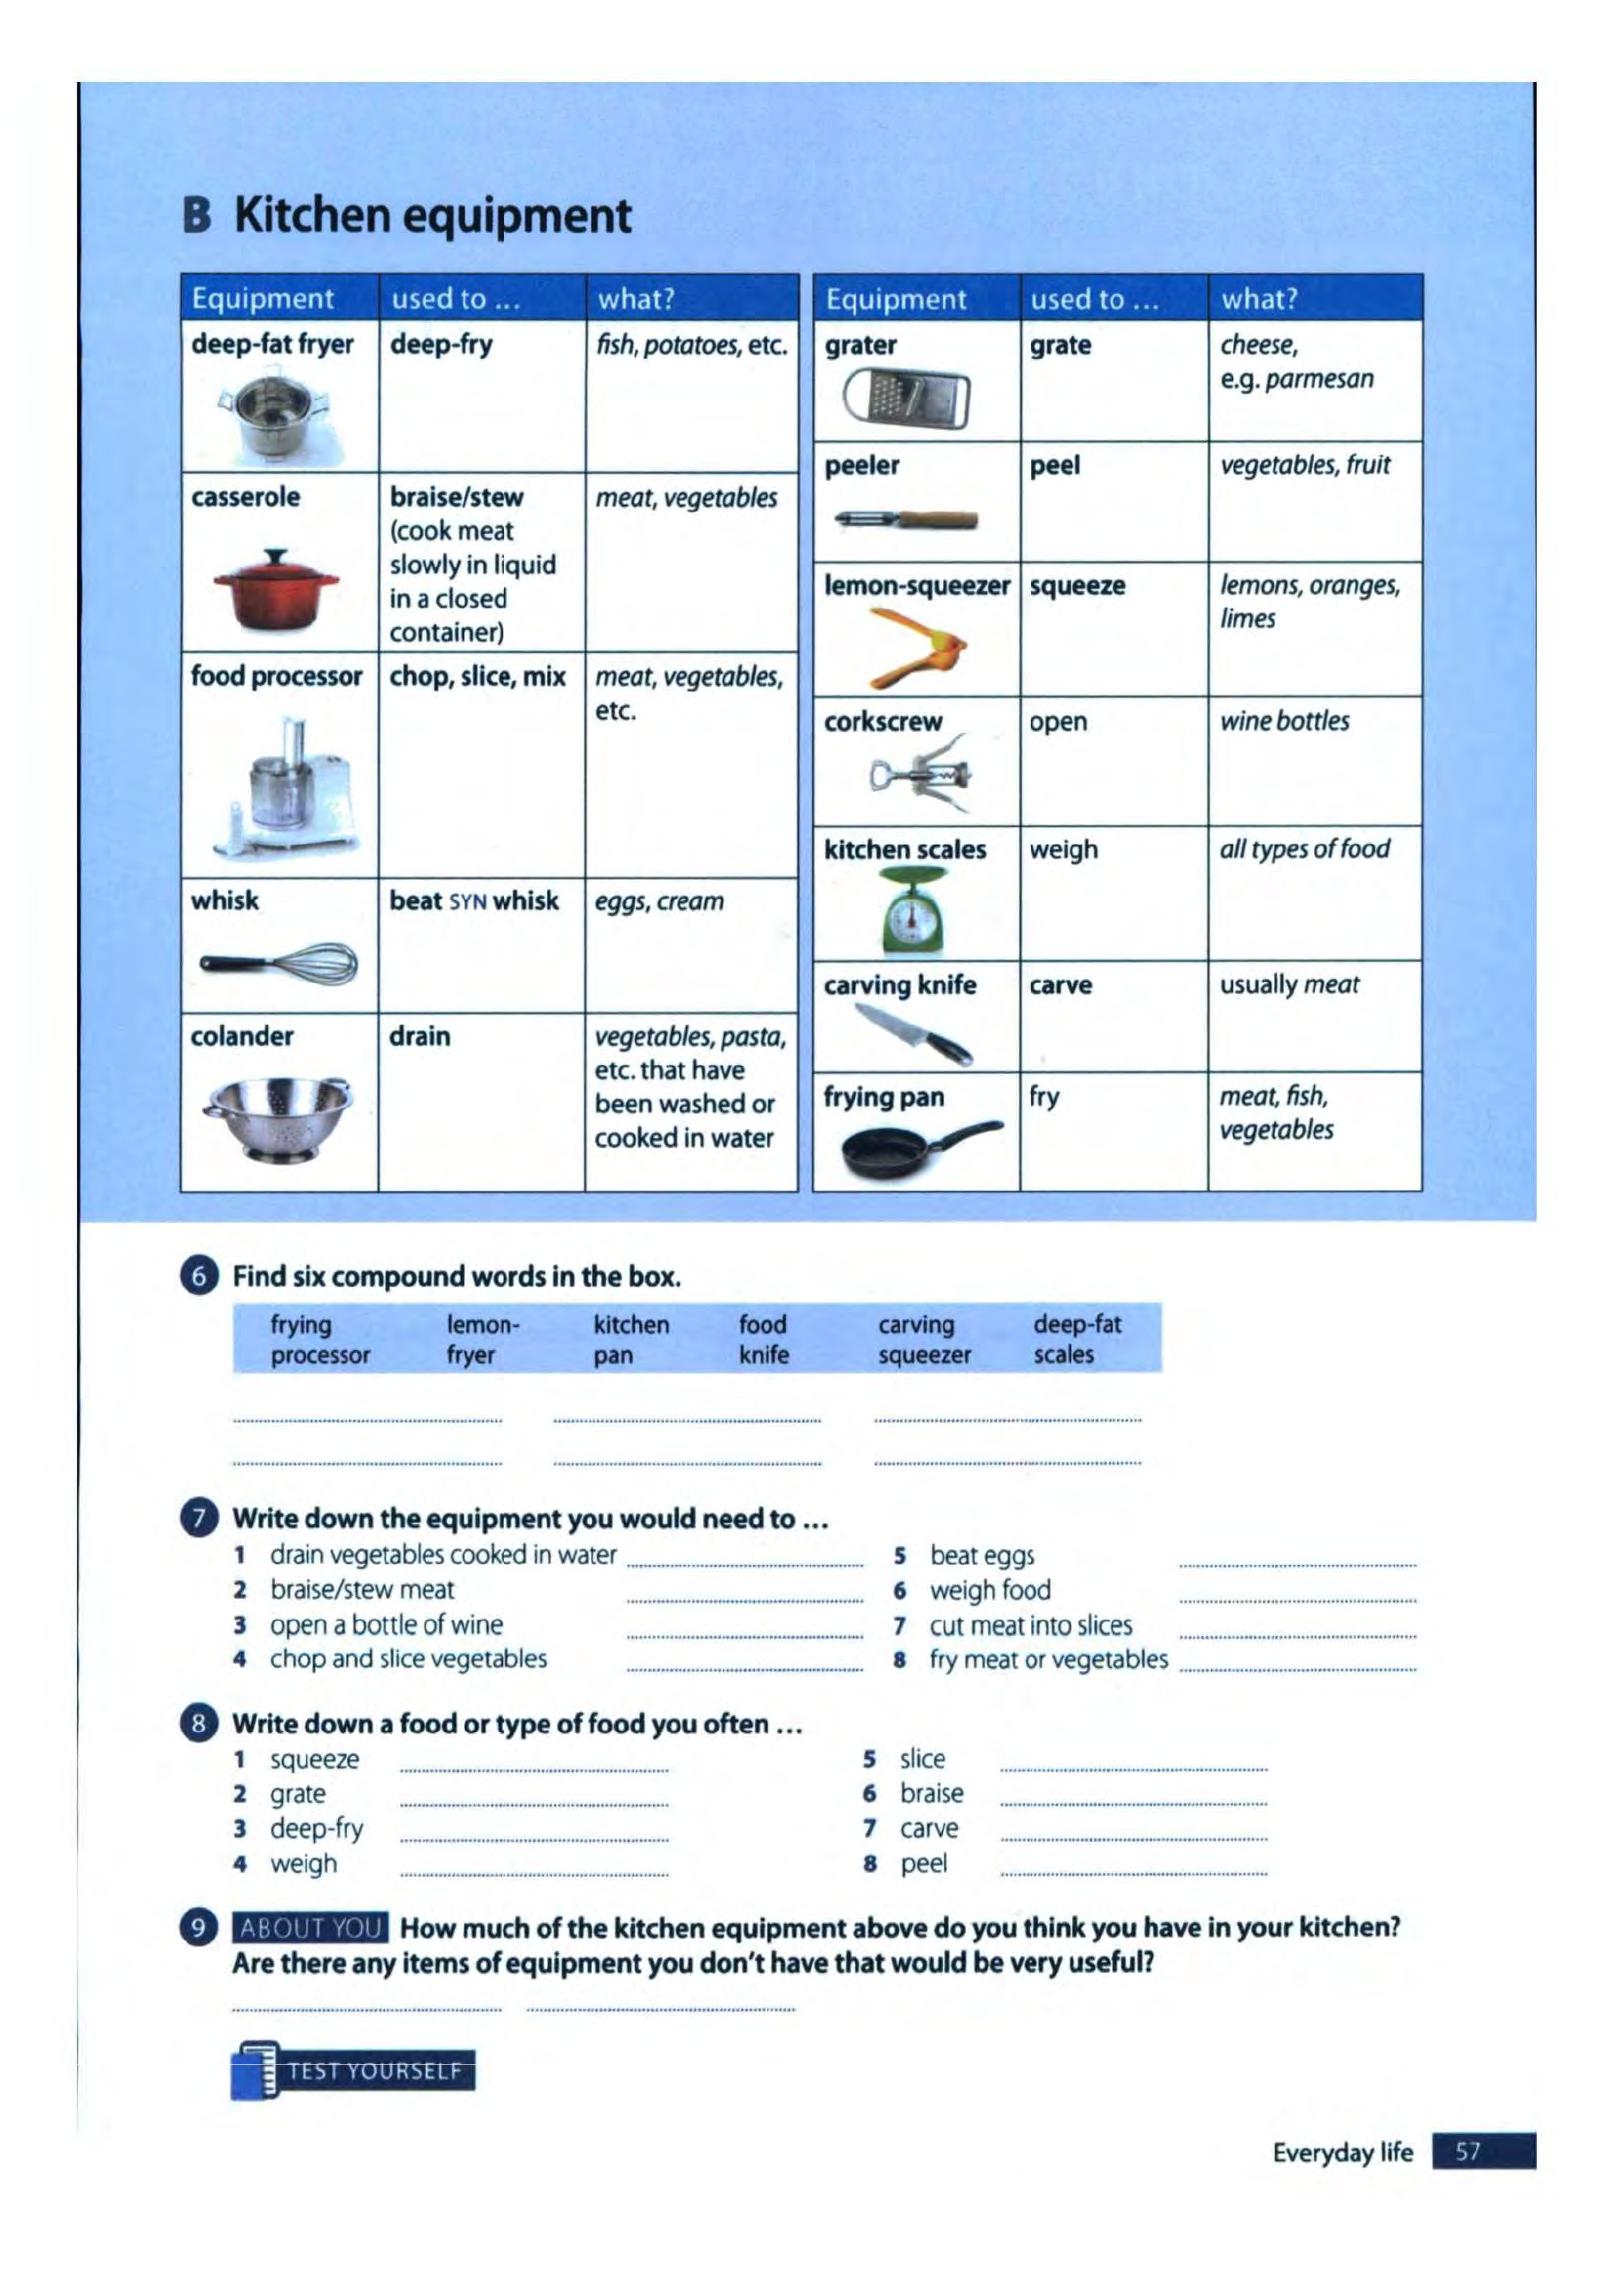 B Kitchen equipment
Equipment used to ... what?
deep-fat fryer deep-fry fish, potatoes, etc.
casserole braise/stew meat, vegetables
(cook meat
slowly in liquid
in a closed
container)
food processor chop, slice, mix meat, vegetables,
etc.
whisk beat SYN whisk eggs, cream
colander drain vegetables, pasta,
etc. that have
been washed or
cooked in water
Equipment used to ... what?
grater grate cheese,
e.g. parmesan
peeler peel vegetables, fruit
lemon-squeezer squeeze lemons, oranges,
limes
corkscrew open wine bottles
kitchen scales weigh all types of food
carving knife carve usually meat
frying pan fry meat, fish,
vegetables
6 Find six compound words in the box.
frying lemon- kitchen food carving deep-fat
processor fryer pan knife squeezer scales
7 Write down the equipment you would need to ...
1 drain vegetables cooked in water
2 braise/stew meat
3 open a bottle of wine
4 chop and slice vegetables
5 beat eggs
6 weigh food
7 cut meat into slices
8 fry meat or vegetables
8 Write down a food or type of food you often ...
1 squeeze
2 grate
3 deep-fry
4 weigh
5 slice
6 braise
7 carve
8 peel
9 ABOUT YOU How much of the kitchen equipment above do you think you have in your kitchen?
Are there any items of equipment you don't have that would be very useful?
TEST YOURSELF
Everyday life 57